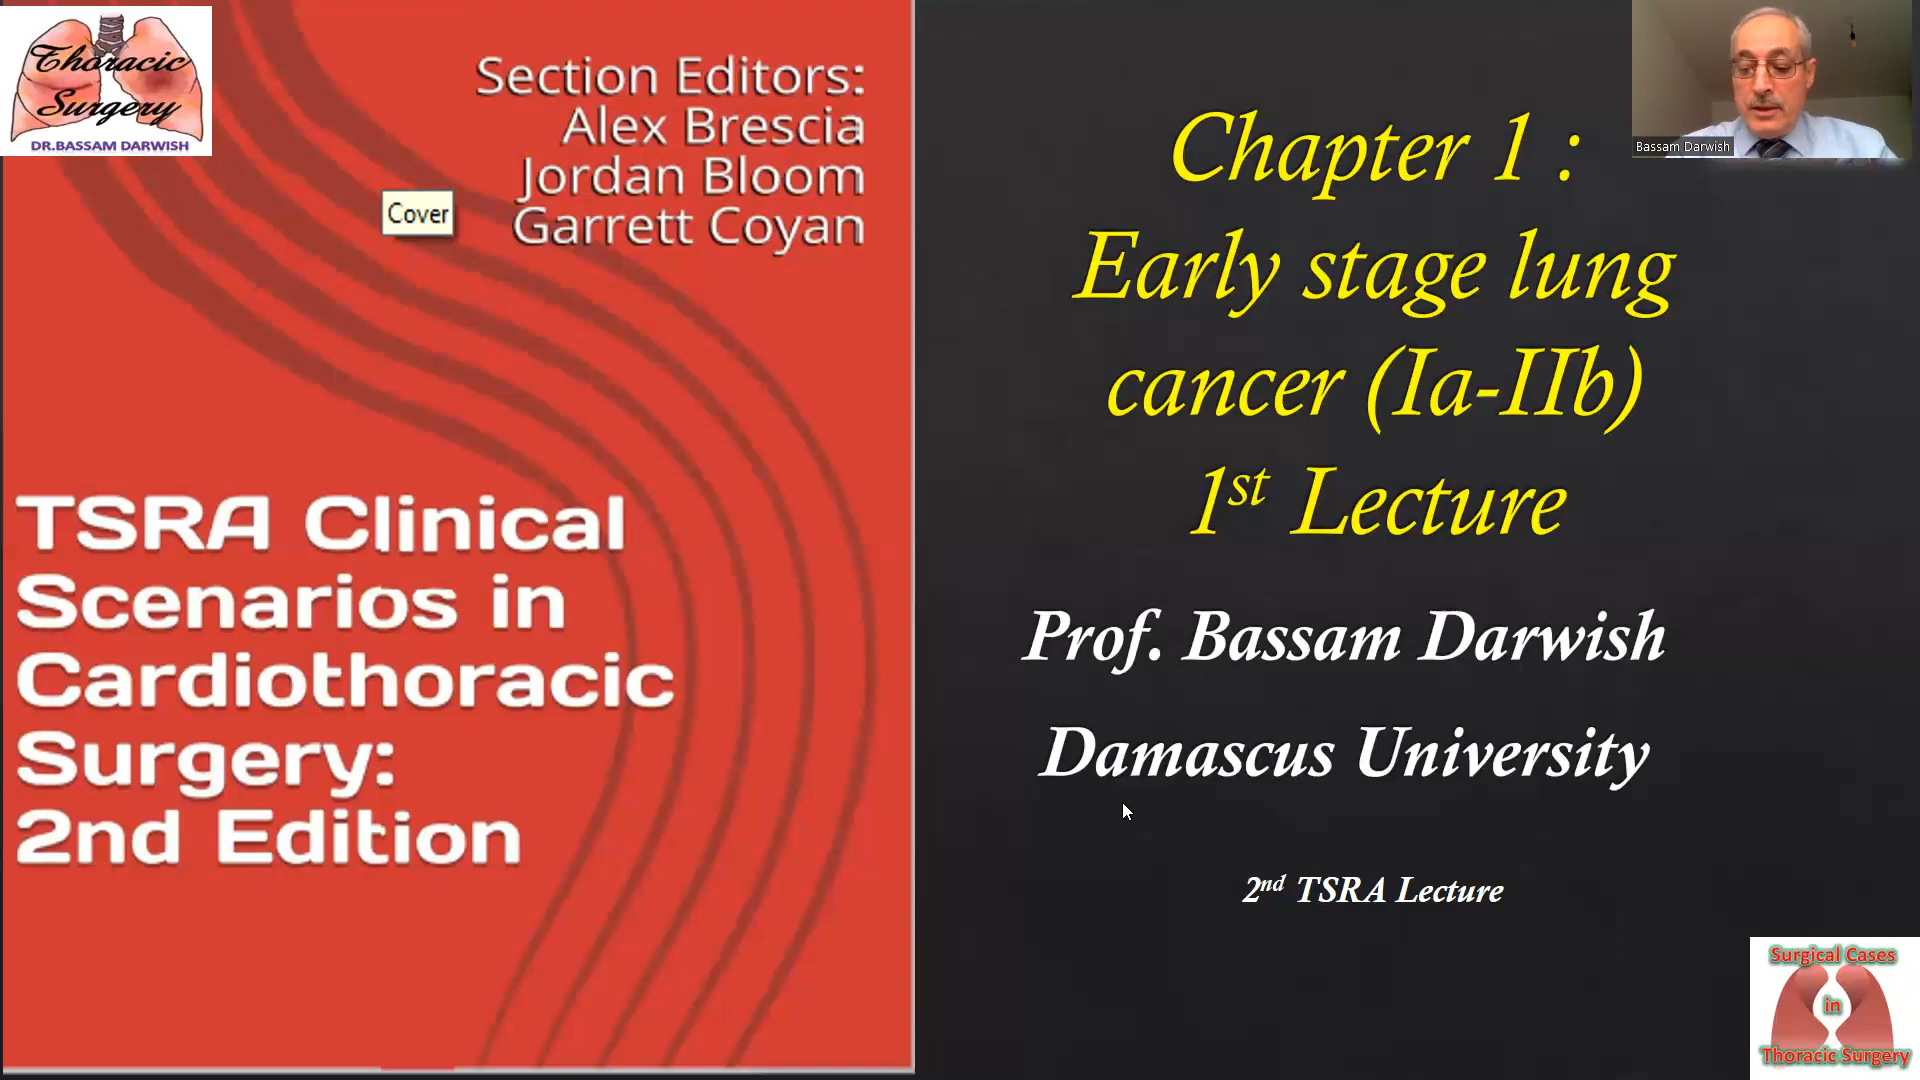 Thoracic
Surgery
DR.BASSAM DARWISH
Section Editors:
Alex Brescia
Jordan Bloom
Garrett Coyan
Cover
TSRA Clinical
Scenarios in
Cardiothoracic
Surgery:
2nd Edition
Chapter 1 :
Early stage lung
cancer (Ia-IIb)
1st Lecture
Prof. Bassam Darwish
Damascus University
2nd TSRA Lecture
Bassam Darwish
Surgical Cases
in
Thoracic Surgery